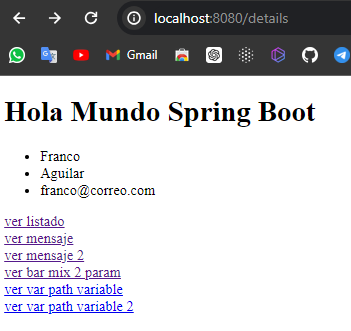 localhost:8080/details
Gmail
Hola Mundo Spring Boot
Franco
Aguilar
franco@correo.com
ver listado
ver mensaje
ver mensaje 2
ver bar mix 2 param
ver var path variable
ver var path variable 2